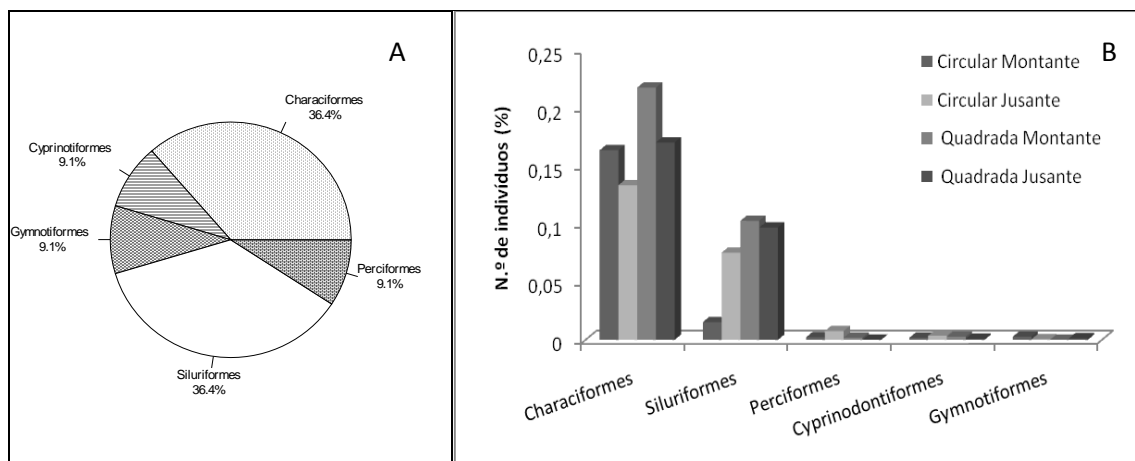 A
Characiformes
36.4%
Cyprinotiformes
9.1%
Gymnotiformes
9.1%
Perciformes
9.1%
Siluriformes
36.4%
B
N.º de indivíduos (%)
0,25
0,2
0,15
0,1
0,05
0
Circular Montante
Circular Jusante
Quadrada Montante
Quadrada Jusante
Characiformes
Siluriformes
Perciformes
Cyprinodontiformes
Gymnotiformes